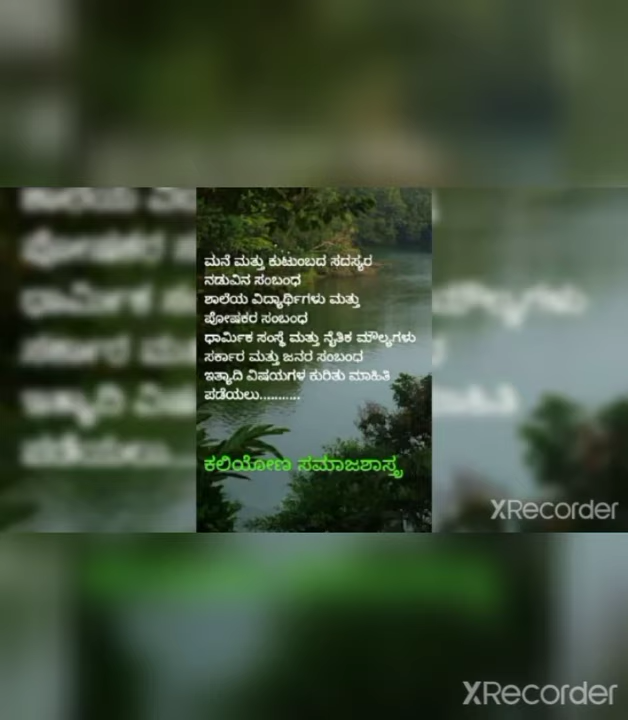 ಮನೆ ಮತ್ತು ಕುಟುಂಬದ ಸದಸ್ಯರ
ನಡುವಿನ ಸಂಬಂಧ
ಶಾಲೆಯ ವಿದ್ಯಾರ್ಥಿಗಳು ಮತ್ತು
ಪೋಷಕರ ಸಂಬಂಧ
ಧಾರ್ಮಿಕ ಸಂಸ್ಥೆ ಮತ್ತು ನೈತಿಕ ಮೌಲ್ಯಗಳು
ಸರ್ಕಾರ ಮತ್ತು ಜನರ ಸಂಬಂಧ
ಇತ್ಯಾದಿ ವಿಷಯಗಳ ಕುರಿತು ಮಾಹಿತಿ
ಪಡೆಯಲು...........
ಕಲಿಯೋಣ ಸಮಾಜಶಾಸ್ತ್ರ
XRecorder
XRecorder